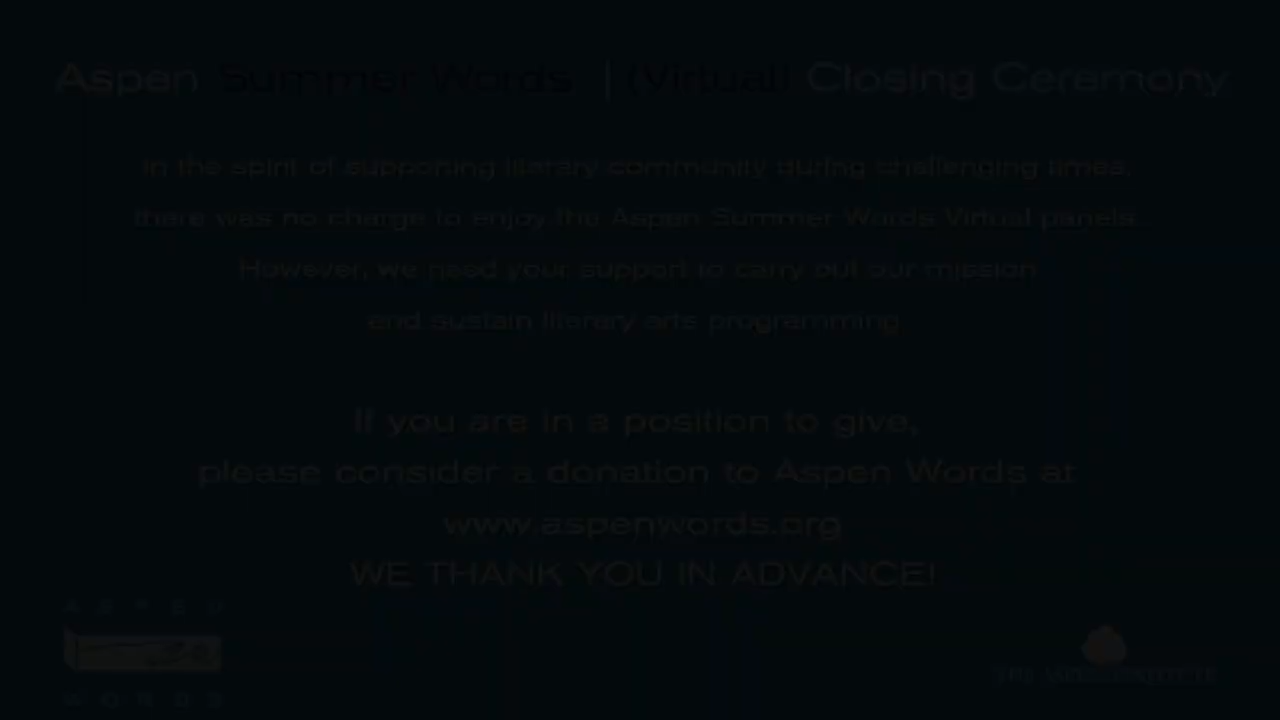 Aspen Summer Words | (Virtual) Closing Ceremony
In the spirit of supporting literary community during challenging times,
there was no charge to enjoy the Aspen Summer Words Virtual panels.
However, we need your support to carry out our mission
and sustain literary arts programming.
If you are in a position to give,
please consider a donation to Aspen Words at
www.aspenwords.org
WE THANK YOU IN ADVANCE!
ASPEN
WORDS